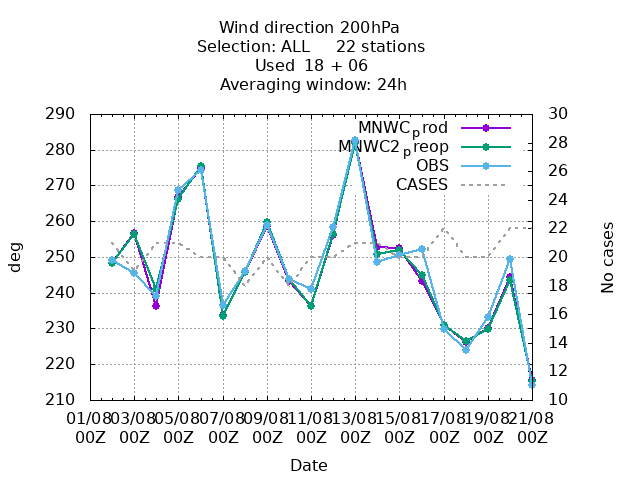 Wind direction 200hPa
Selection: ALL 22 stations
Used 18 + 06
Averaging window: 24h
MNWC_prod
MNWC2_preop
OBS
CASES
290
280
270
260
250
240
230
220
210
deg
30
28
26
24
22
20
18
16
14
12
10
No cases
01/08 03/08 05/08 07/08 09/08 11/08 13/08 15/08 17/08 19/08 21/08
00Z 00Z 00Z 00Z 00Z 00Z 00Z 00Z 00Z 00Z 00Z
Date